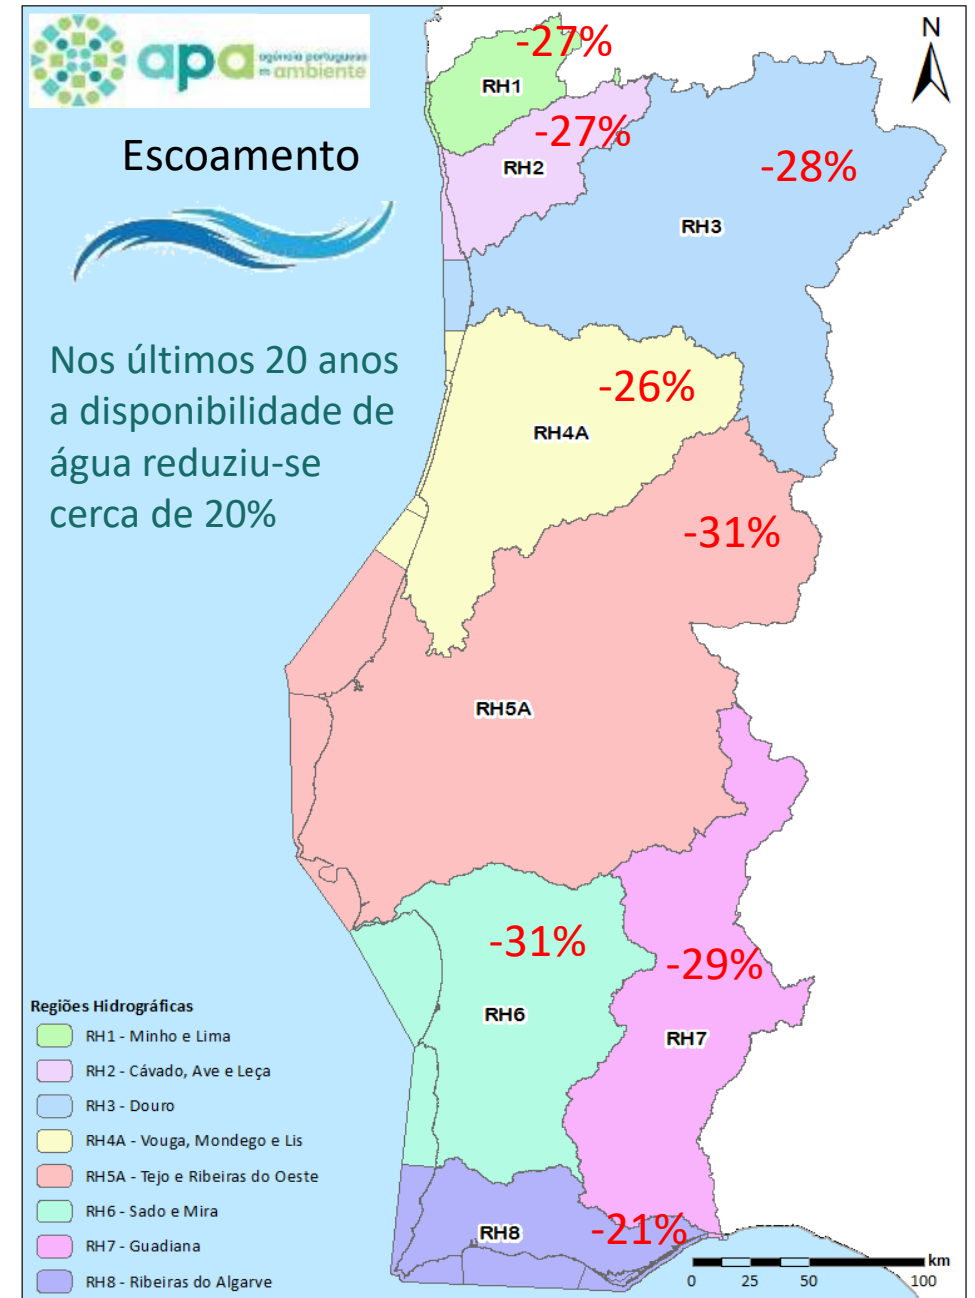 apa agência portuguesa
do ambiente
Escoamento
Nos últimos 20 anos
a disponibilidade de
água reduziu-se
cerca de 20%
N
-27%
RH1
-27%
RH2
-28%
RH3
-26%
RH4A
-31%
RH5A
-31%
RH6
-29%
RH7
-21%
RH8
Regiões Hidrográficas
RH1 - Minho e Lima
RH2 - Cávado, Ave e Leça
RH3 - Douro
RH4A - Vouga, Mondego e Lis
RH5A - Tejo e Ribeiras do Oeste
RH6 - Sado e Mira
RH7 - Guadiana
RH8 - Ribeiras do Algarve
km
0 25 50 100